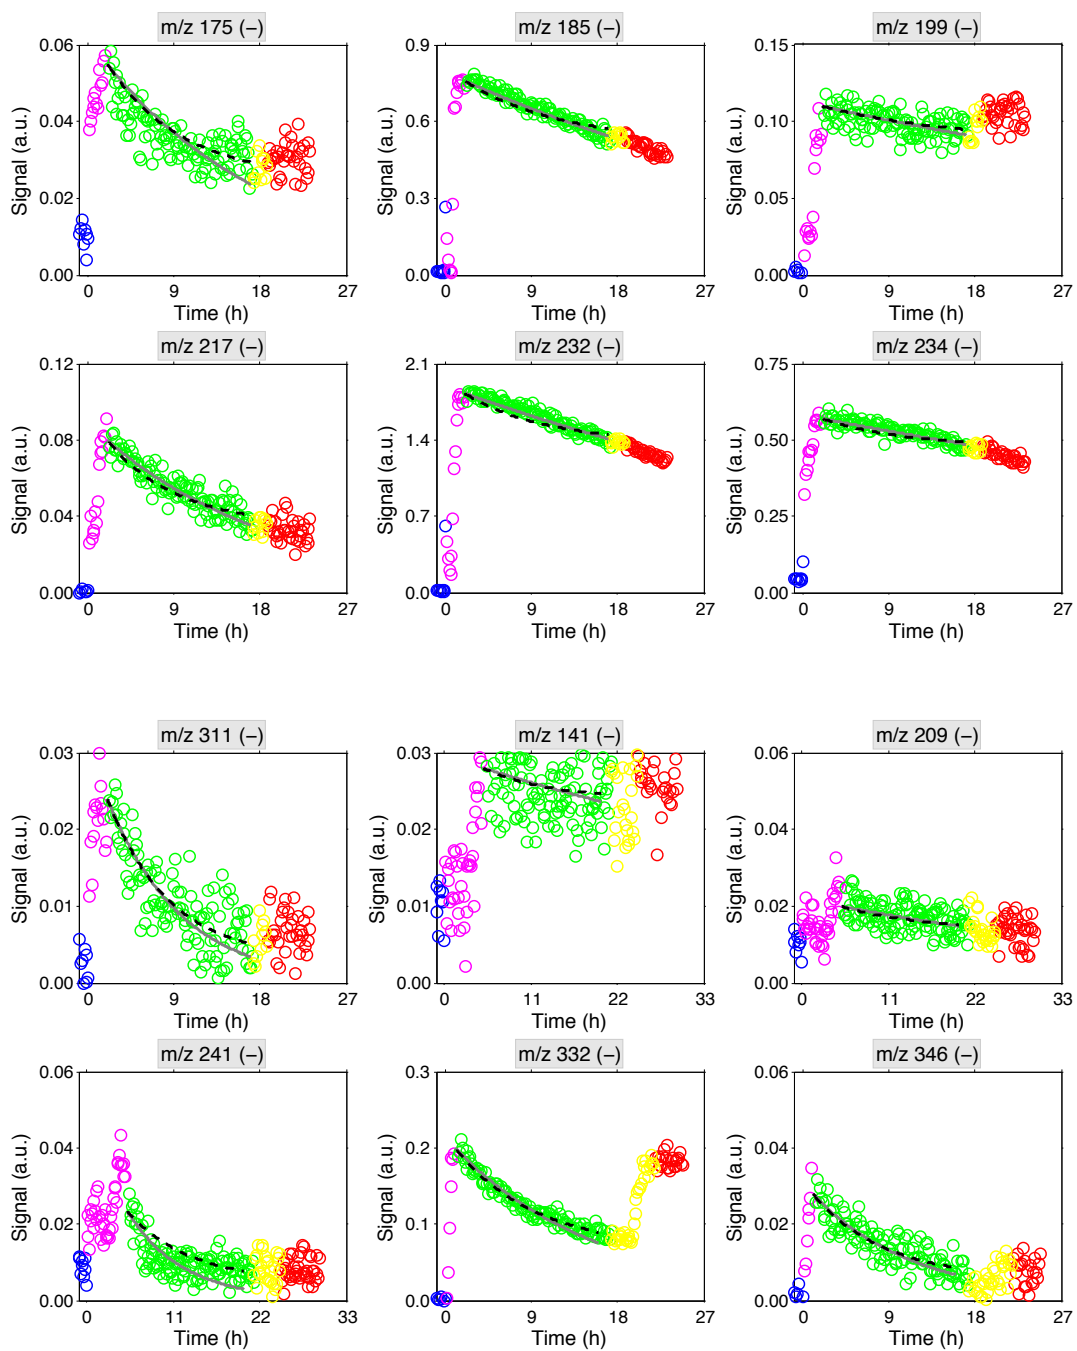 m/z 175 (−)
Signal (a.u.)
0.06
0.04
0.02
0.00
0 9 18 27
Time (h)
m/z 185 (−)
Signal (a.u.)
0.9
0.6
0.3
0.0
0 9 18 27
Time (h)
m/z 199 (−)
Signal (a.u.)
0.15
0.10
0.05
0.00
0 9 18 27
Time (h)
m/z 217 (−)
Signal (a.u.)
0.12
0.08
0.04
0.00
0 9 18 27
Time (h)
m/z 232 (−)
Signal (a.u.)
2.1
1.4
0.7
0.0
0 9 18 27
Time (h)
m/z 234 (−)
Signal (a.u.)
0.75
0.50
0.25
0.00
0 9 18 27
Time (h)
m/z 311 (−)
Signal (a.u.)
0.03
0.02
0.01
0.00
0 9 18 27
Time (h)
m/z 141 (−)
Signal (a.u.)
0.03
0.02
0.01
0.00
0 11 22 33
Time (h)
m/z 209 (−)
Signal (a.u.)
0.06
0.04
0.02
0.00
0 11 22 33
Time (h)
m/z 241 (−)
Signal (a.u.)
0.06
0.04
0.02
0.00
0 11 22 33
Time (h)
m/z 332 (−)
Signal (a.u.)
0.3
0.2
0.1
0.0
0 9 18 27
Time (h)
m/z 346 (−)
Signal (a.u.)
0.06
0.04
0.02
0.00
0 9 18 27
Time (h)